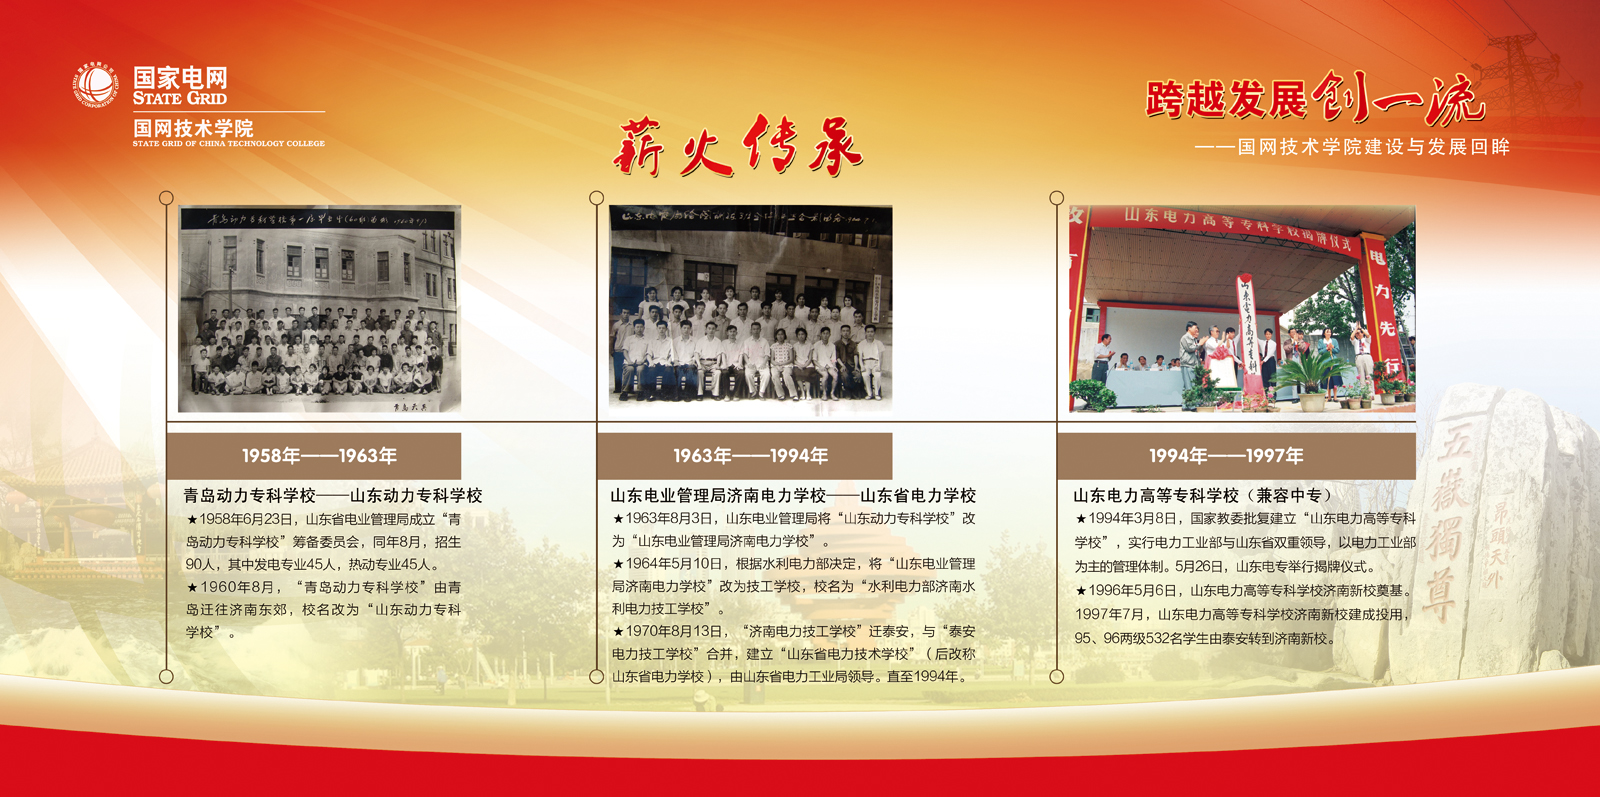 国家电网
STATE GRID
国网技术学院
STATE GRID OF CHINA TECHNOLOGY COLLEGE
薪火传承
跨越发展创一流
——国网技术学院建设与发展回眸
1958年——1963年
青岛动力专科学校——山东动力专科学校
★1958年6月23日，山东省电业管理局成立“青
岛动力专科学校”筹备委员会，同年8月，招生
90人，其中发电专业45人，热动专业45人。
★1960年8月，“青岛动力专科学校”由青
岛迁往济南东郊，校名改为“山东动力专科
学校”。
1963年——1994年
山东电业管理局济南电力学校——山东省电力学校
★1963年8月3日，山东电业管理局将“山东动力专科学校”改
为“山东电业管理局济南电力学校”。
★1964年5月10日，根据水利电力部决定，将“山东电业管理
局济南电力学校”改为技工学校，校名为“水利电力部济南水
利电力技工学校”。
★1970年8月13日，“济南电力技工学校”迁泰安，与“泰安
电力技工学校”合并，建立“山东省电力技术学校”（后改称
山东省电力学校），由山东省电力工业局领导。直至1994年。
山东电力高等专科学校揭牌仪式
电力先行
山东电力高等专科
1994年——1997年
山东电力高等专科学校（兼容中专）
★1994年3月8日，国家教委批复建立“山东电力高等专科
学校”，实行电力工业部与山东省双重领导，以电力工业部
为主的管理体制。5月26日，山东电专举行揭牌仪式。
★1996年5月6日，山东电力高等专科学校济南新校奠基。
1997年7月，山东电力高等专科学校济南新校建成投用，
95、96两级532名学生由泰安转到济南新校。
五嶽獨尊
昂頭天外